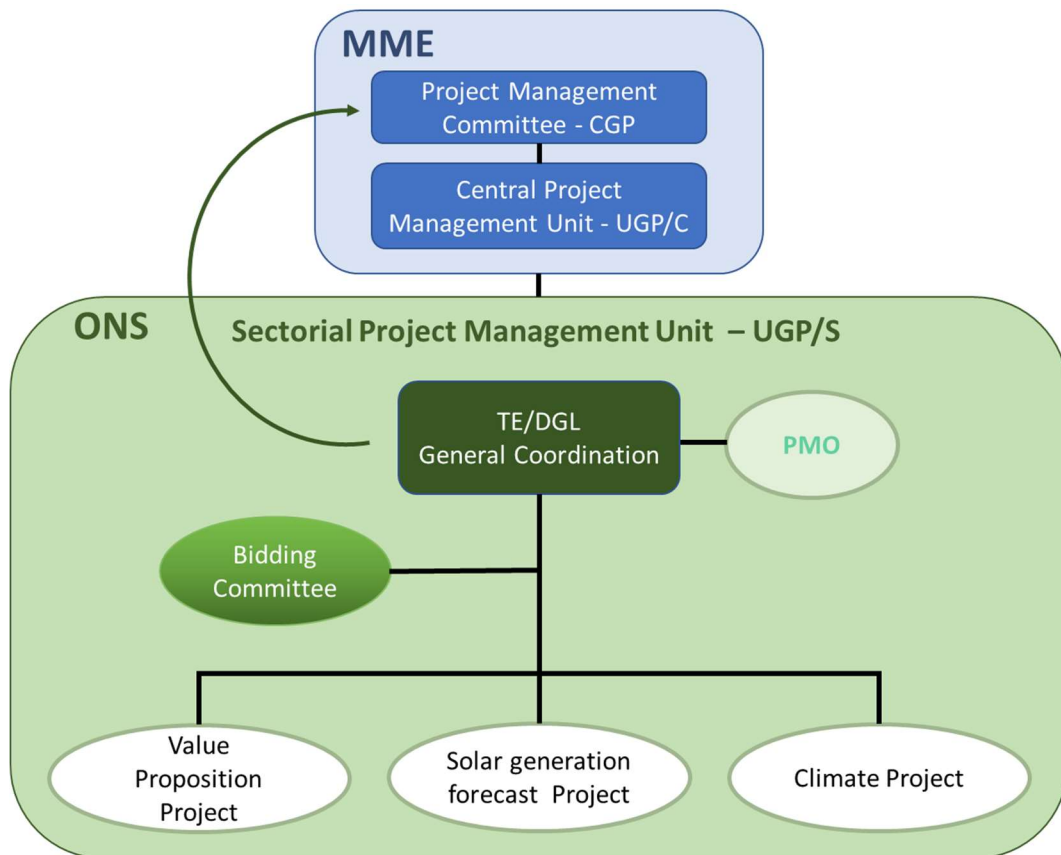 MME
Project Management
Committee - CGP
Central Project
Management Unit - UGP/C
ONS
Sectorial Project Management Unit – UGP/S
TE/DGL
General Coordination
PMO
Bidding
Committee
Value
Proposition
Project
Solar generation
forecast Project
Climate Project